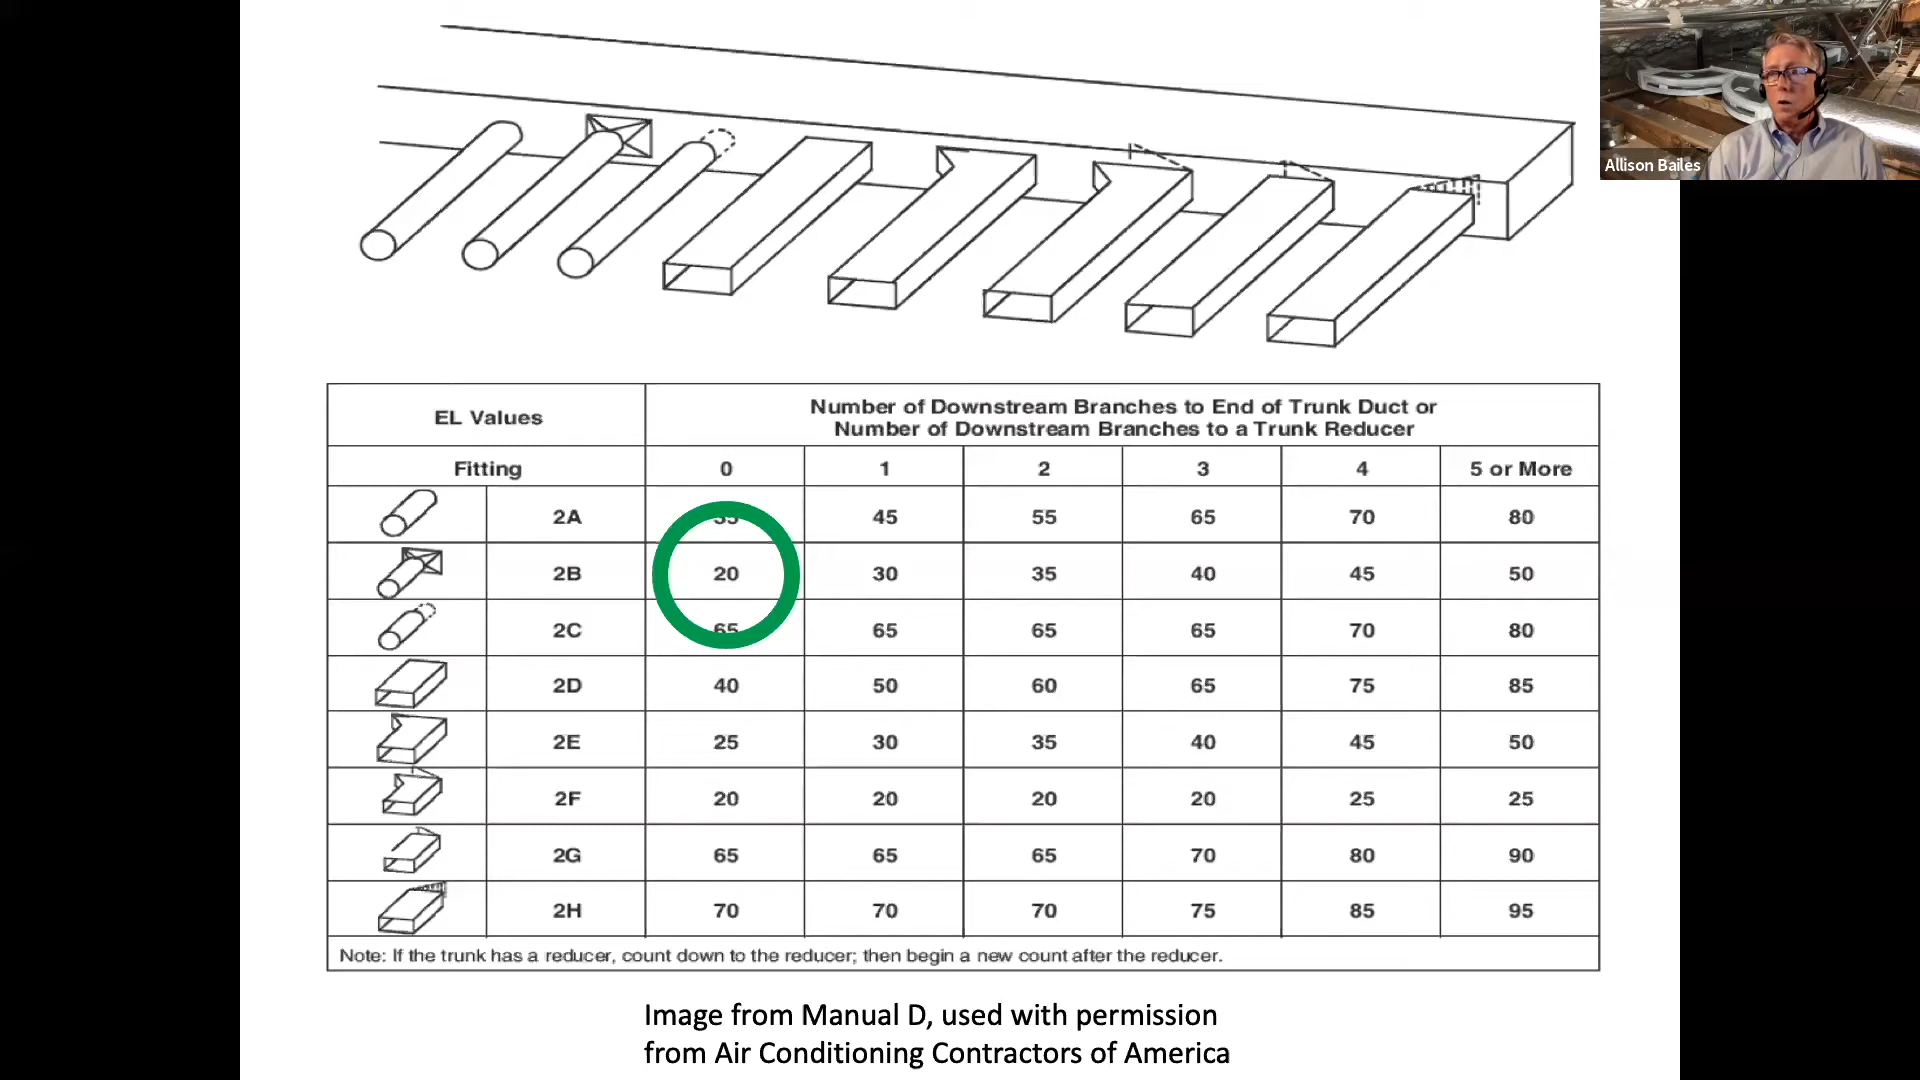 Allison Bailes
EL Values
Number of Downstream Branches to End of Trunk Duct or
Number of Downstream Branches to a Trunk Reducer
Fitting 0 1 2 3 4 5 or More
2A 35 45 55 65 70 80
2B 20 30 35 40 45 50
2C 65 65 65 65 70 80
2D 40 50 60 65 75 85
2E 25 30 35 40 45 50
2F 20 20 20 20 25 25
2G 65 65 65 70 80 90
2H 70 70 70 75 85 95
Note: If the trunk has a reducer, count down to the reducer; then begin a new count after the reducer.
Image from Manual D, used with permission
from Air Conditioning Contractors of America